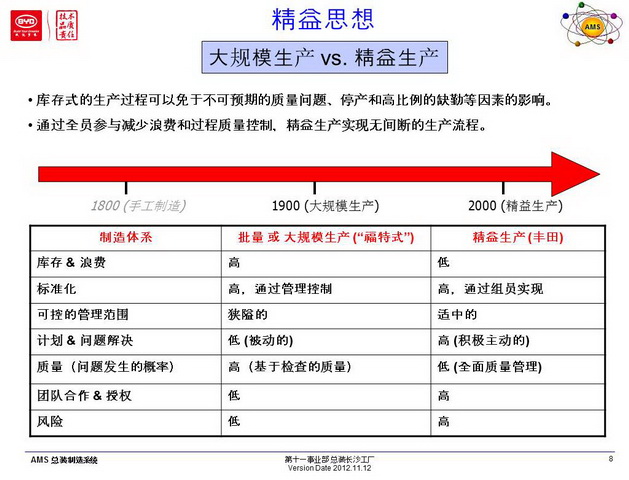 精益思想
BYD
技术
品质
责任
AMS
大规模生产 vs. 精益生产
• 库存式的生产过程可以免于不可预期的质量问题、停产和高比例的缺勤等因素的影响。
• 通过全员参与减少浪费和过程质量控制、精益生产实现无间断的生产流程。
1800 (手工制造) 1900 (大规模生产) 2000 (精益生产)
制造体系 批量 或 大规模生产 (“福特式”) 精益生产 (丰田)
库存 & 浪费 高 低
标准化 高, 通过管理控制 高, 通过组员实现
可控的管理范围 狭隘的 适中的
计划 & 问题解决 低 (被动的) 高 (积极主动的)
质量（问题发生的概率） 高（基于检查的质量） 低 (全面质量管理)
团队合作 & 授权 低 高
风险 低 高
AMS 总装制造系统 第十一事业部总装长沙工厂 8
Version Date 2012.11.12